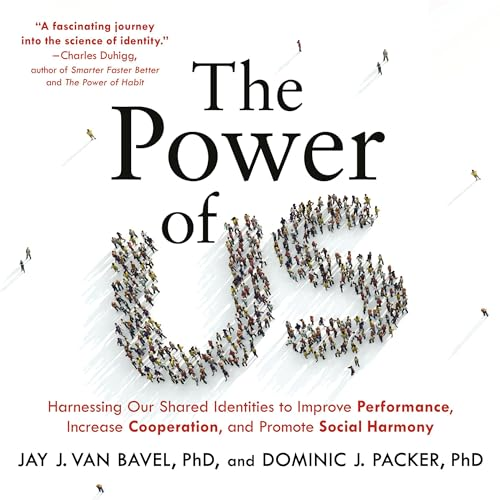 “A fascinating journey
into the science of identity.”
—Charles Duhigg,
author of Smarter Faster Better
and The Power of Habit
The
Power
of
US
Harnessing Our Shared Identities to Improve Performance,
Increase Cooperation, and Promote Social Harmony
JAY J. VAN BAVEL, PhD, and DOMINIC J. PACKER, PhD